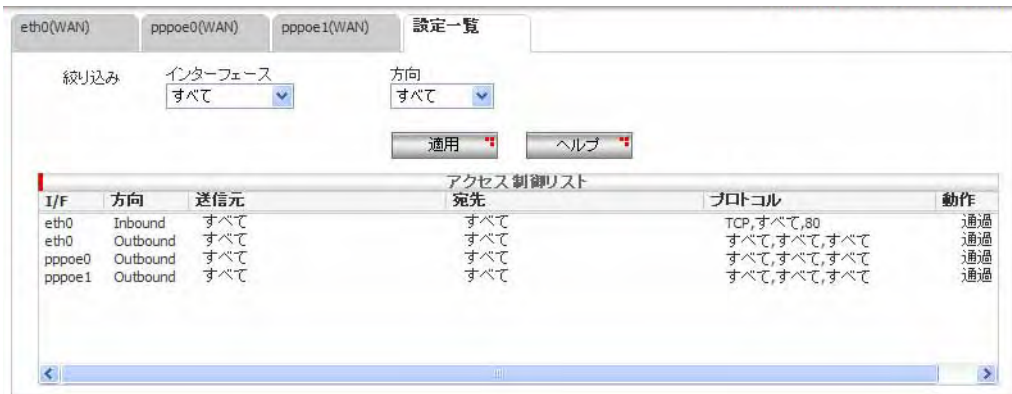 eth0(WAN) pppoe0(WAN) pppoe1(WAN) 設定一覧
絞り込み インターフェース 方向
すべて すべて
適用 ヘルプ
アクセス制御リスト
I/F 方向 送信元 宛先 プロトコル 動作
eth0 Inbound すべて すべて TCP,すべて,80 通過
eth0 Outbound すべて すべて すべて,すべて,すべて 通過
pppoe0 Outbound すべて すべて すべて,すべて,すべて 通過
pppoe1 Outbound すべて すべて すべて,すべて,すべて 通過